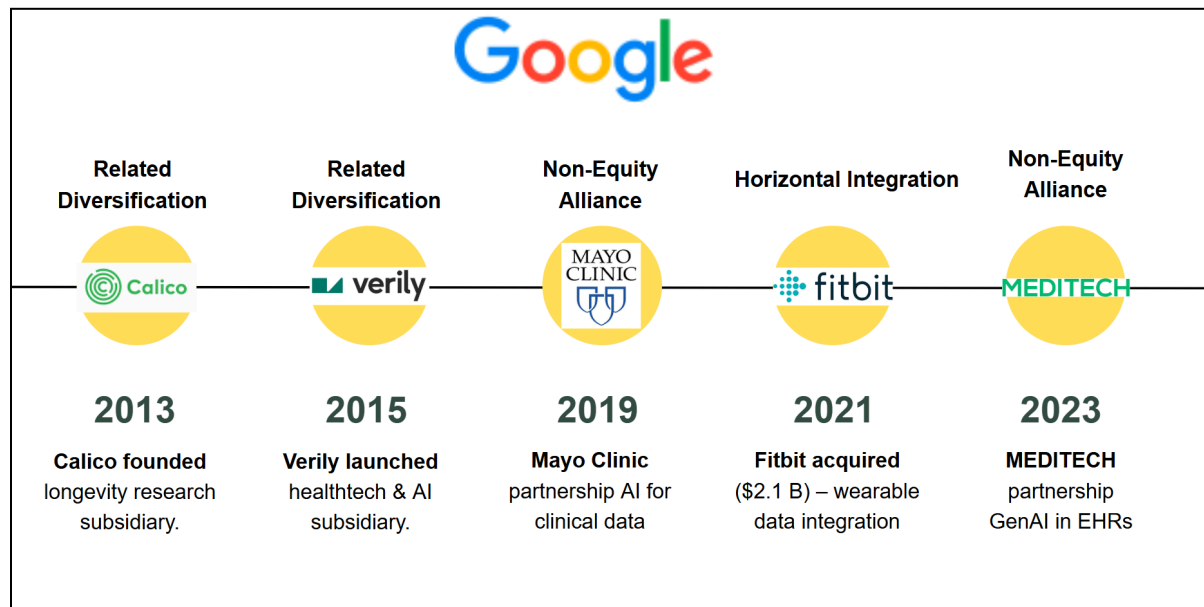 Google
Related
Diversification
Related
Diversification
Non-Equity
Alliance
Horizontal Integration
Non-Equity
Alliance
Calico
verily
MAYO
CLINIC
fitbit
MEDITECH
2013
2015
2019
2021
2023
Calico founded
longevity research
subsidiary.
Verily launched
healthtech & AI
subsidiary.
Mayo Clinic
partnership AI for
clinical data
Fitbit acquired
($2.1 B) – wearable
data integration
MEDITECH
partnership
GenAI in EHRs